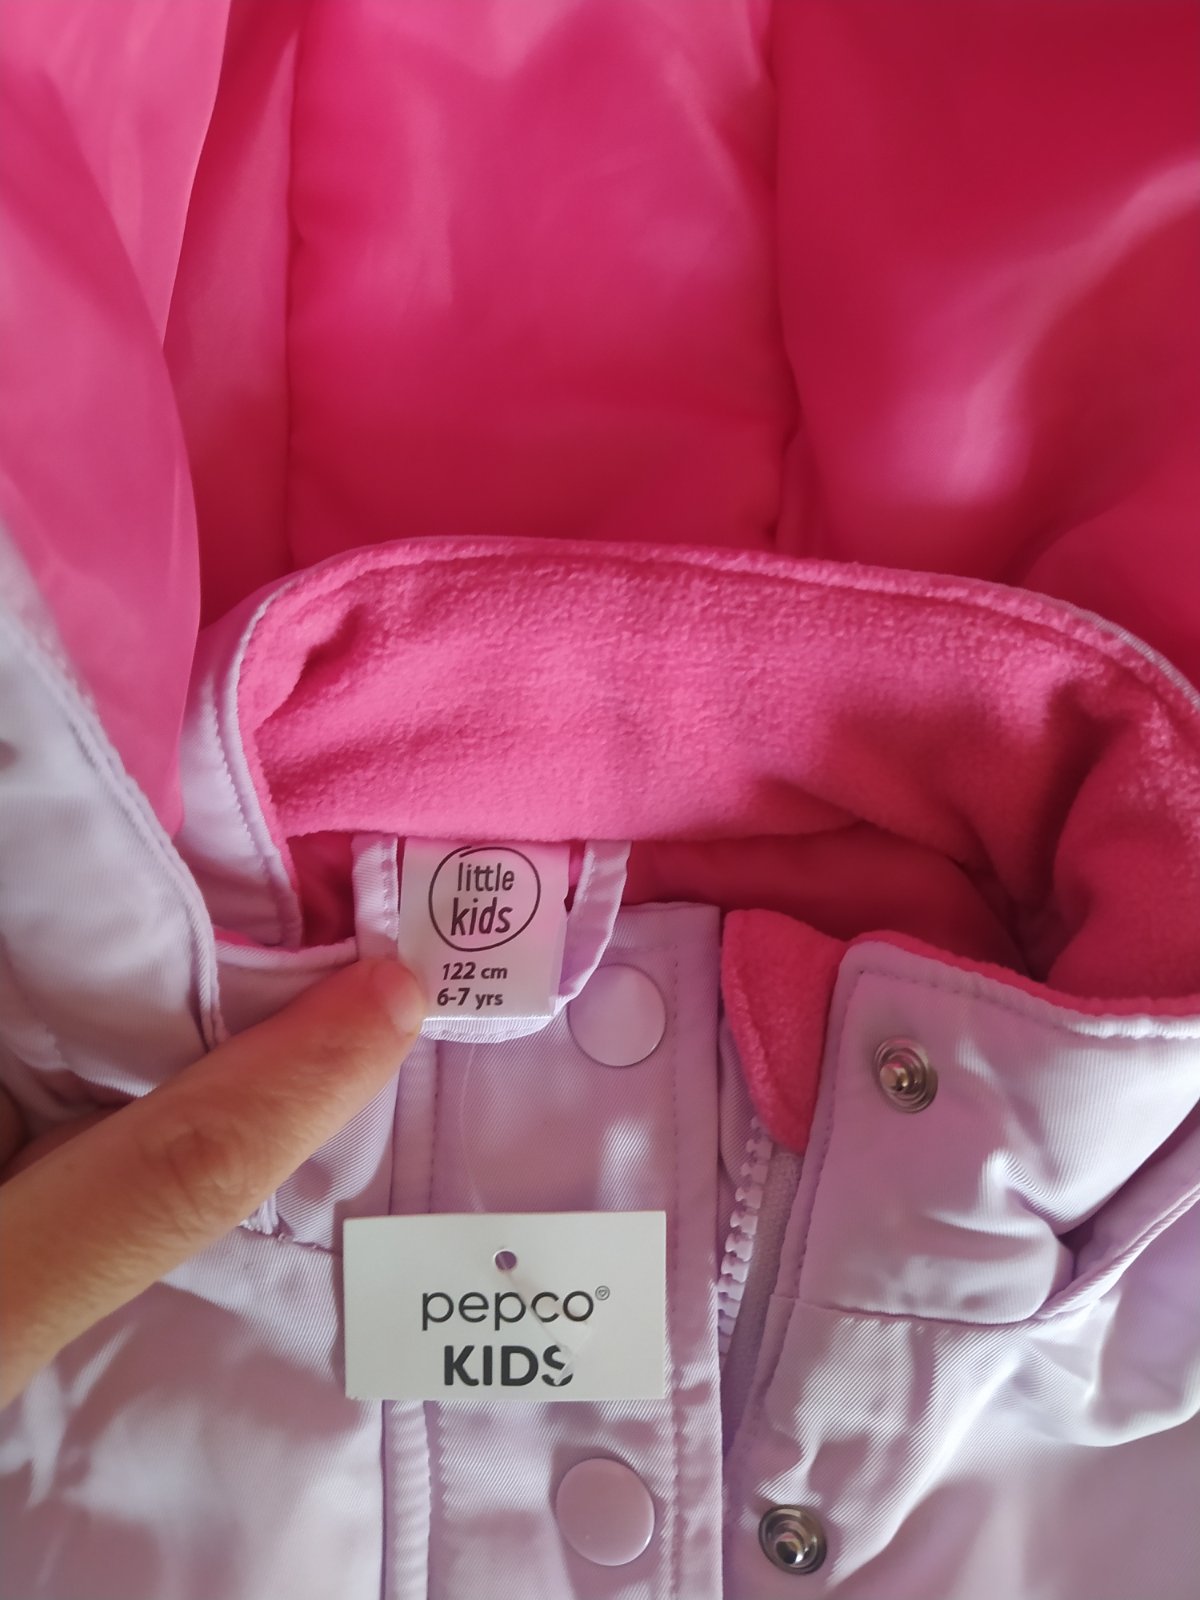 little
kids
122 cm
6-7 yrs
pepco®
KIDS